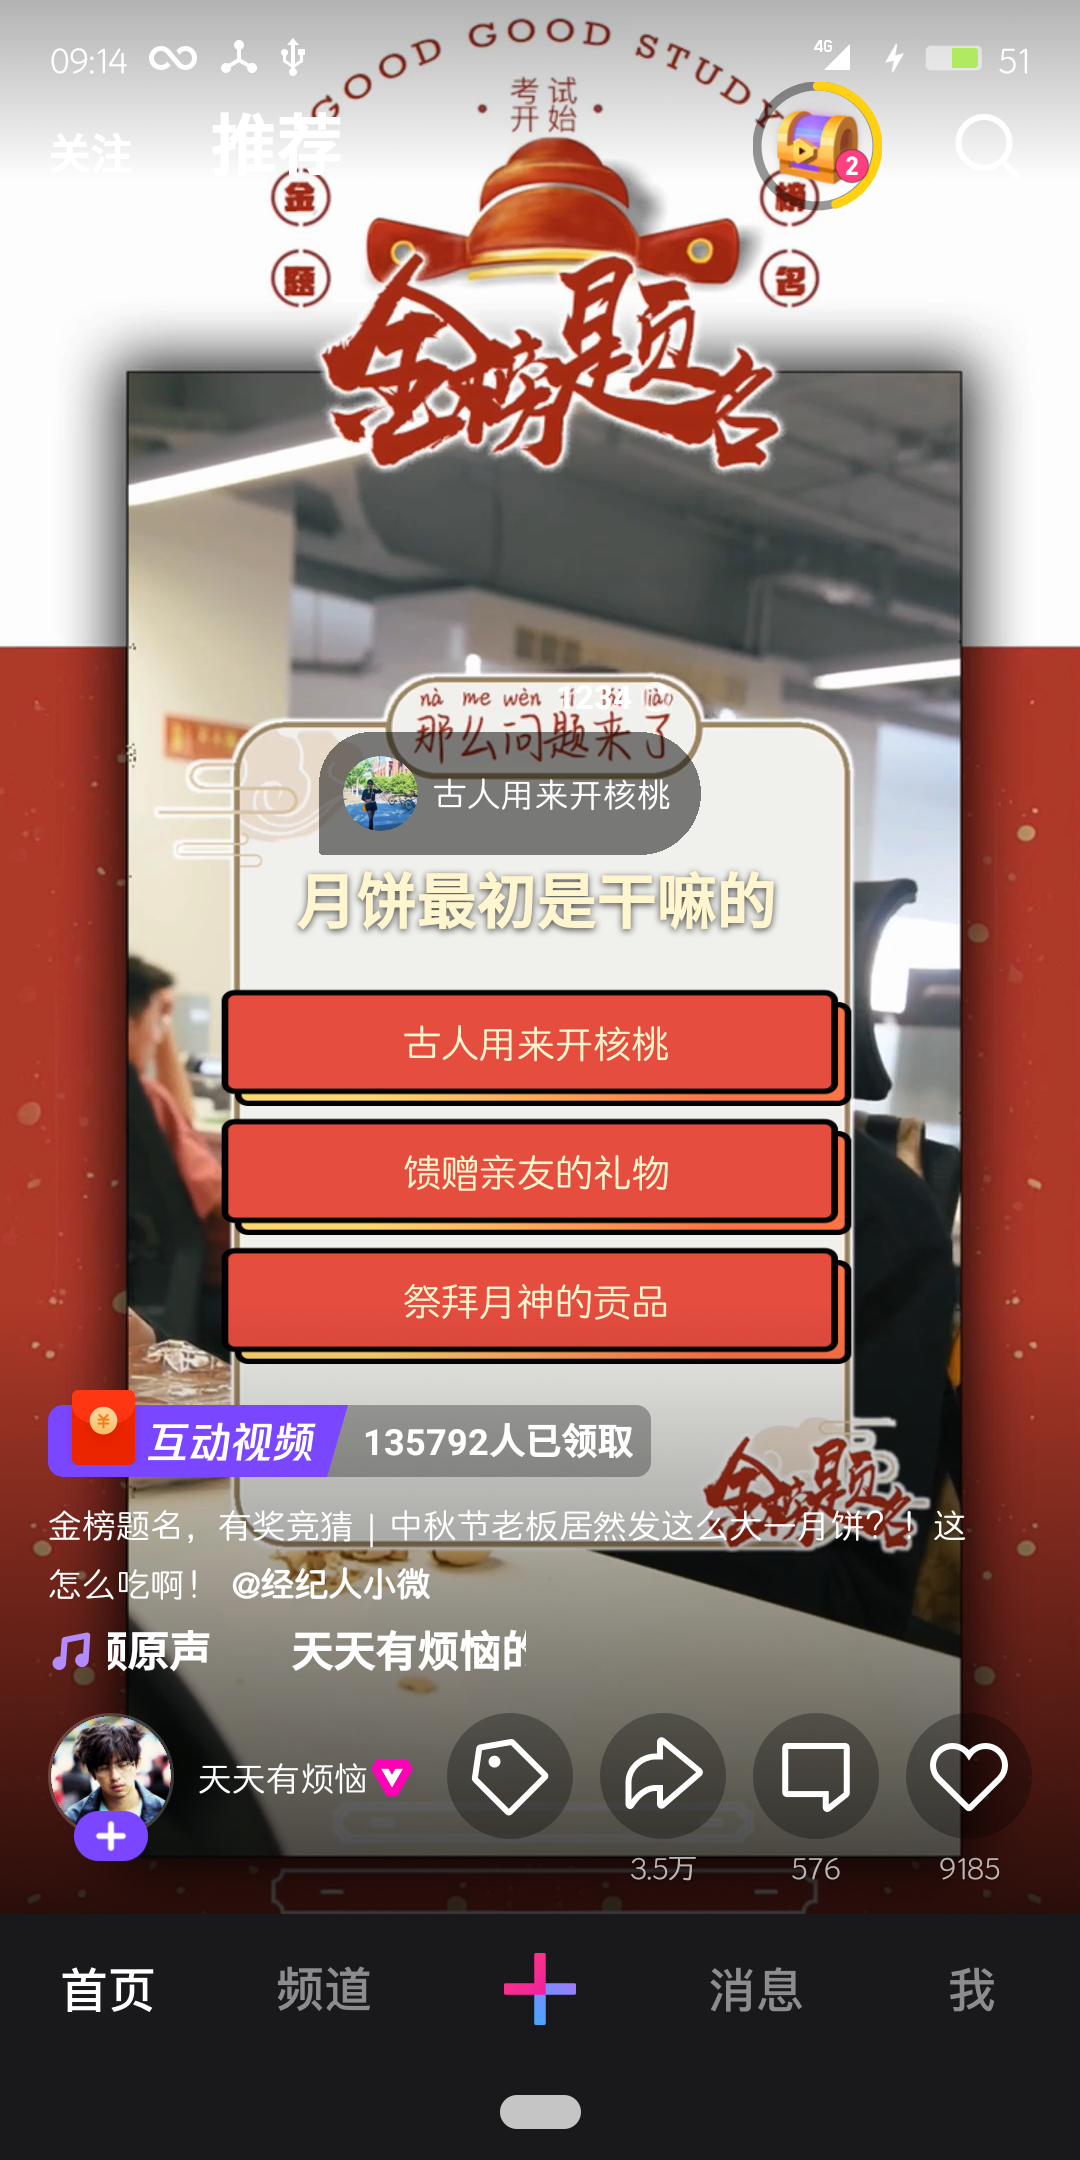 GOOD GOOD STUDY
09:14
4G
51
考试
开始
关注
推荐
2
金
榜
题
名
金榜题名
nà me wèn
liào
1234
那么问题来了
古人用来开核桃
月饼最初是干嘛的
古人用来开核桃
馈赠亲友的礼物
祭拜月神的贡品
互动视频
135792人已领取
金榜题名
金榜题名，有奖竞猜 | 中秋节老板居然发这么大一月饼？！这
怎么吃啊！ @经纪人小微
原声 天天有烦恼的
天天有烦恼
3.5万
576
9185
首页
频道
消息
我